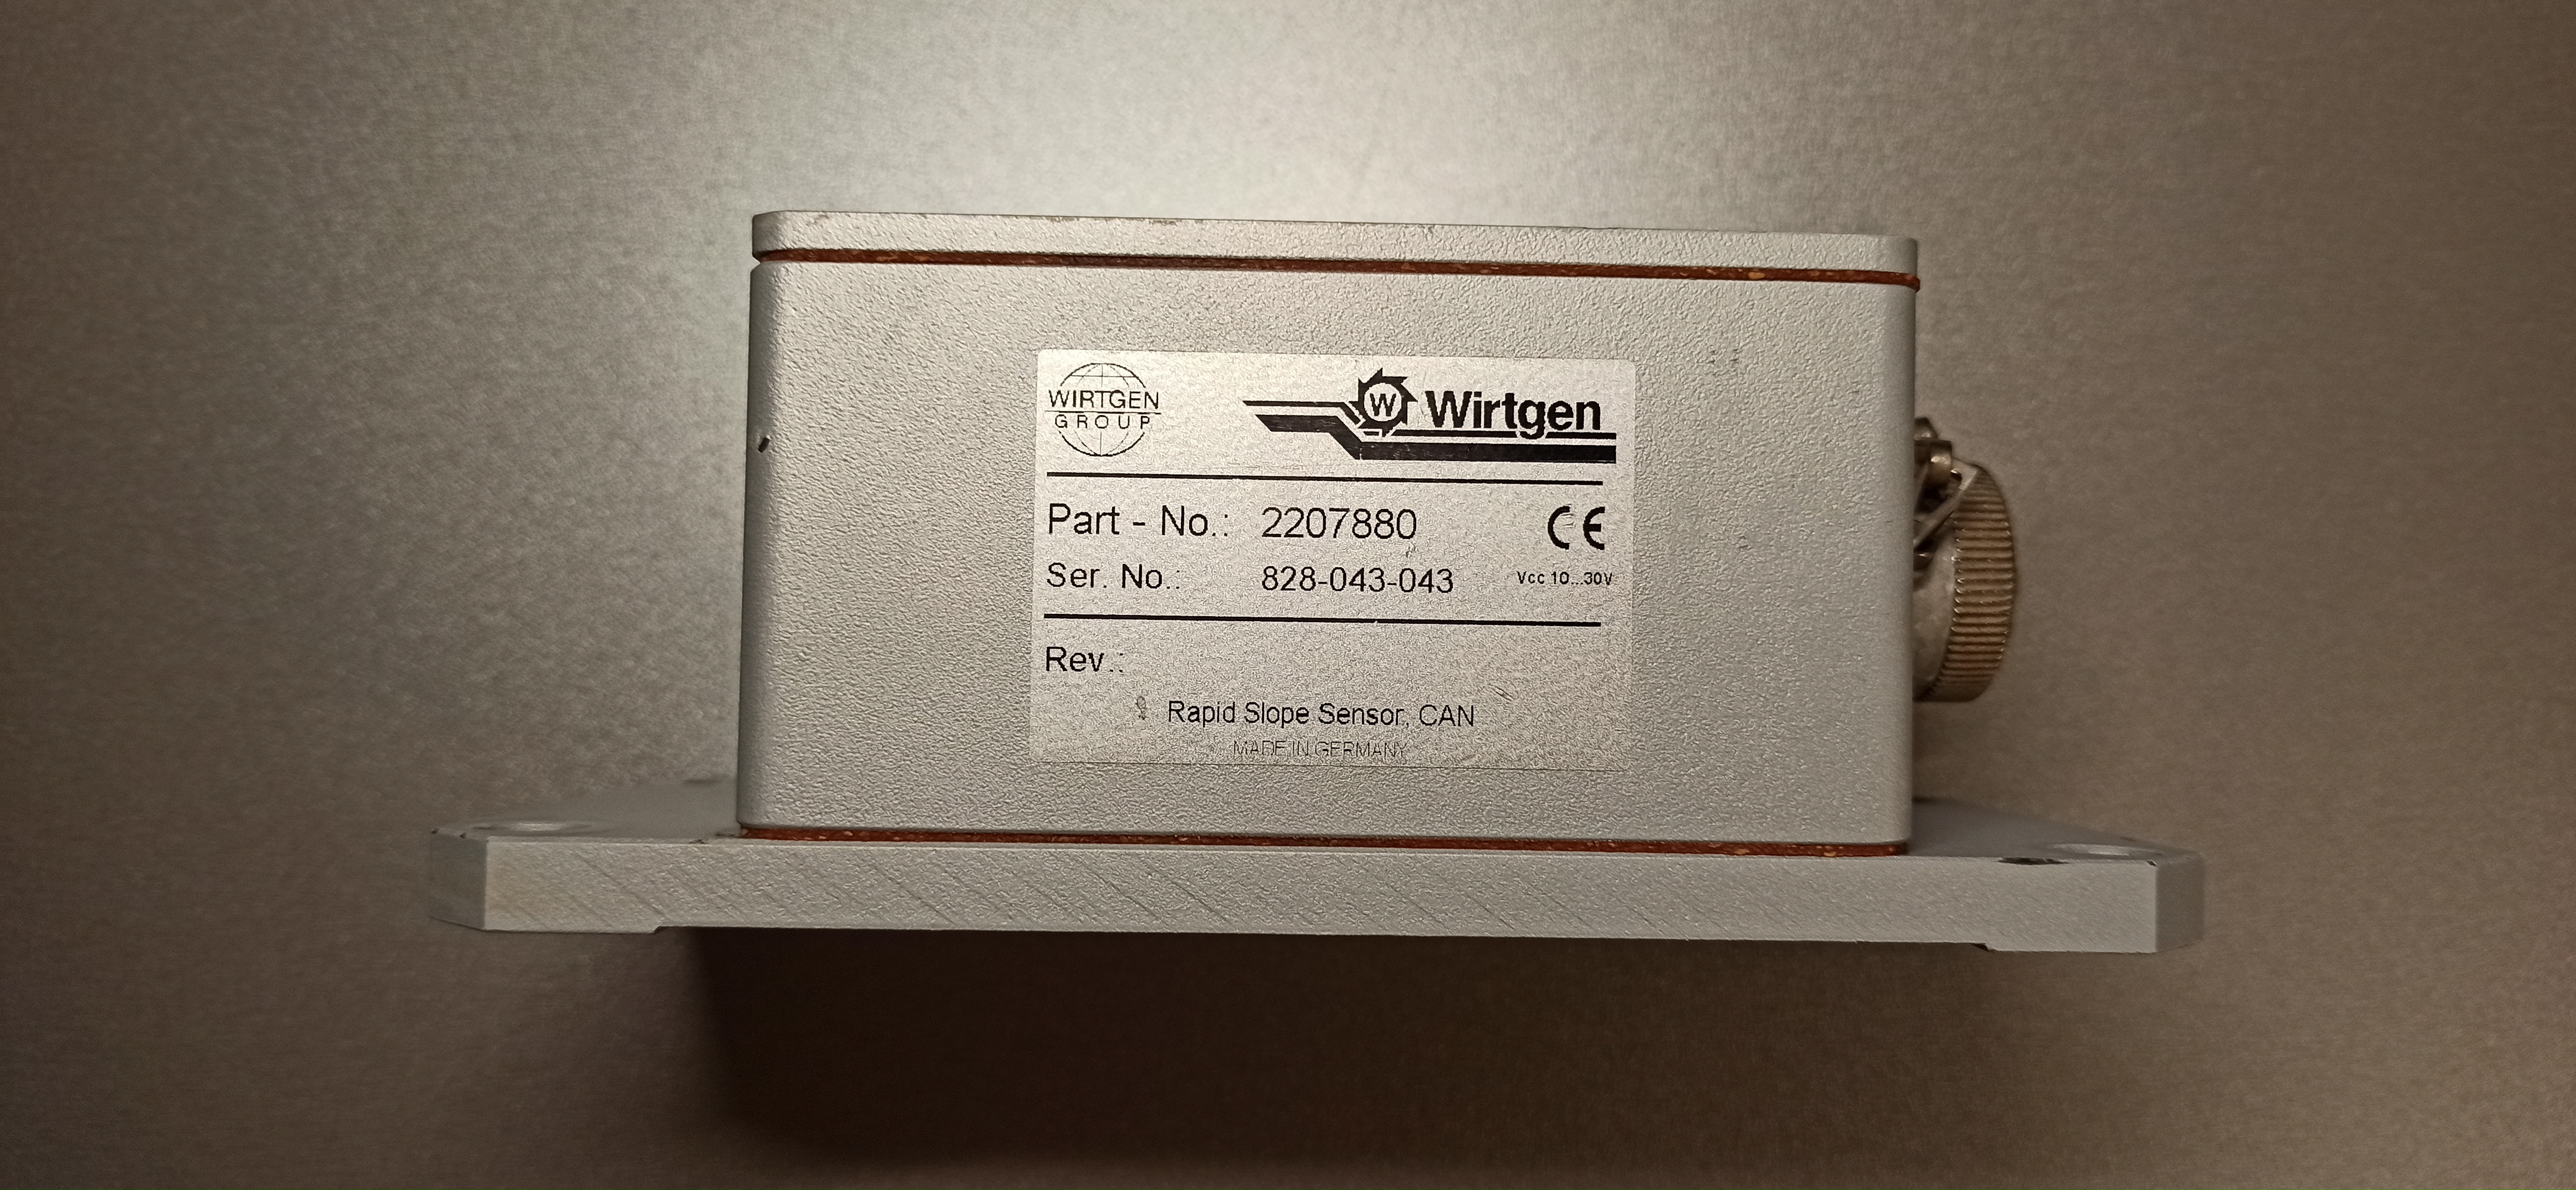 WIRTGEN
GROUP
W Wirtgen
Part - No.: 2207880 CE
Ser. No.: 828-043-043 Vcc 10...30V
Rev.:
Rapid Slope Sensor, CAN
MADE IN GERMANY